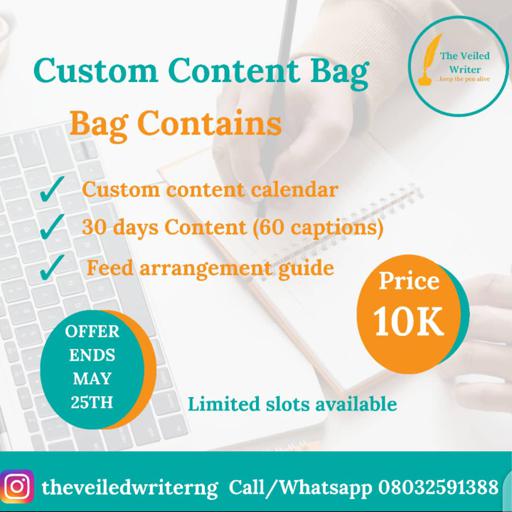 The Veiled
Writer
...keep the pen alive
Custom Content Bag
Bag Contains
Custom content calendar
30 days Content (60 captions)
Feed arrangement guide
Price
10K
OFFER
ENDS
MAY
25TH
Limited slots available
theveiledwriterng Call/Whatsapp 08032591388